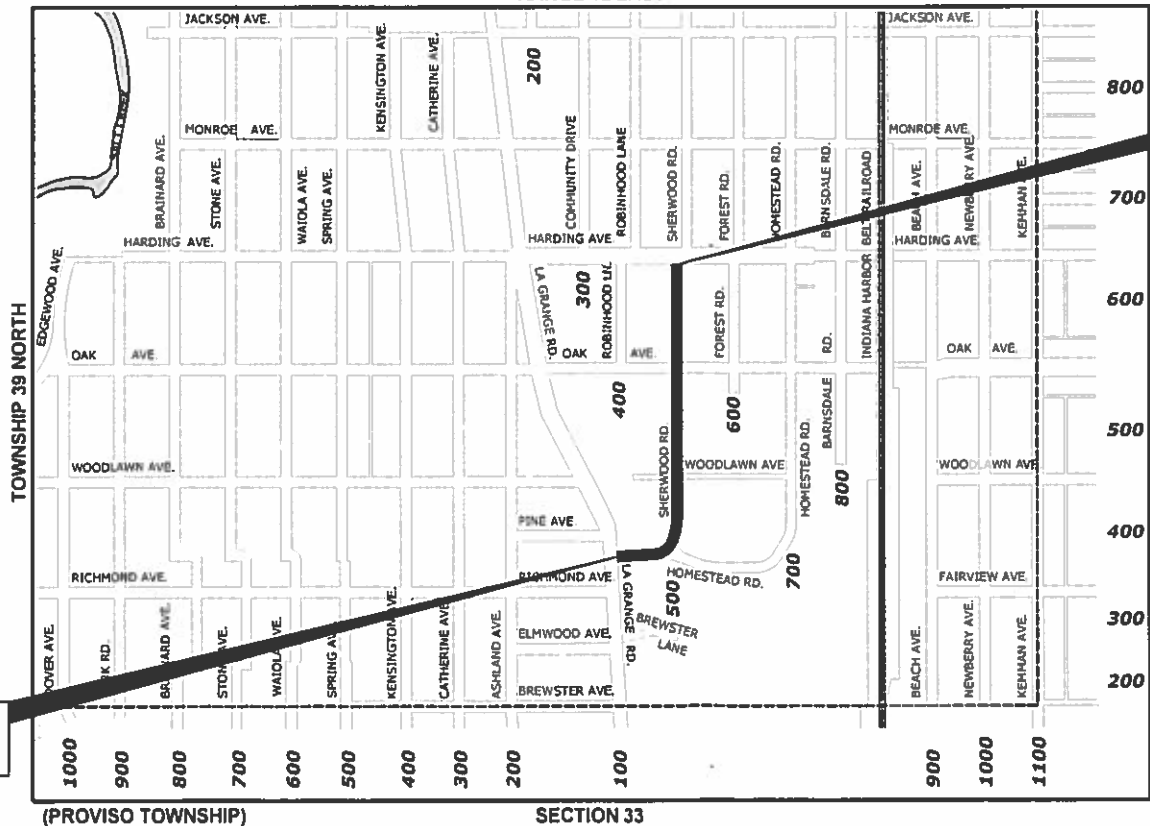 JACKSON AVE.
JACKSON AVE.
KENSINGTON AVE.
CATHERINE AVE.
200
800
COMMUNITY DRIVE
ROBINHOOD LANE
MONROE AVE.
MONROE AVE.
BRAINARD AVE.
STONE AVE.
WAIOLA AVE.
SPRING AVE.
SHERWOOD RD.
FOREST RD.
HOMESTEAD RD.
BARNSDALE RD.
INDIANA HARBOR BELT RAILROAD
BEACH AVE.
NEWBERRY AVE.
KEMMAN AVE.
700
HARDING AVE.
HARDING AVE
HARDING AVE.
EDGEWOOD AVE.
LA GRANGE RD.
300
ROBINHOOD LN.
FOREST RD.
600
TOWNSHIP 39 NORTH
OAK AVE.
OAK AVE.
RD.
OAK AVE.
400
600
BARNSDALE
500
SHERWOOD RD.
HOMESTEAD RD.
WOODLAWN AVE.
WOODLAWN AVE
WOODLAWN AVE
800
PINE AVE.
400
RICHMOND AVE.
RICHMOND AVE
HOMESTEAD RD.
700
FAIRVIEW AVE.
LA GRANGE RD.
500
BREWSTER
LANE
300
DOVER AVE.
RK RD.
BRAINARD AVE.
STONE AVE.
WAIOLA AVE.
SPRING AVE.
KENSINGTON AVE.
CATHERINE AVE.
ASHLAND AVE.
ELMWOOD AVE.
BREWSTER AVE.
BEACH AVE.
NEWBERRY AVE.
KEMMAN AVE.
200
1000
900
800
700
600
500
400
300
200
100
900
1000
1100
(PROVISO TOWNSHIP)
SECTION 33